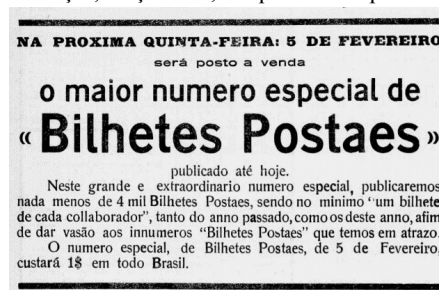 NA PROXIMA QUINTA-FEIRA: 5 DE FEVEREIRO
será posto a venda
o maior numero especial de
« Bilhetes Postaes »
publicado até hoje.
Neste grande e extraordinario numero especial, publicaremos
nada menos de 4 mil Bilhetes Postaes, sendo no minimo "um bilhete
de cada collaborador", tanto do anno passado, como os deste anno, afim
de dar vasão aos innumeros "Bilhetes Postaes" que temos em atrazo.
O numero especial, de Bilhetes Postaes, de 5 de Fevereiro,
custará 1$ em todo Brasil.